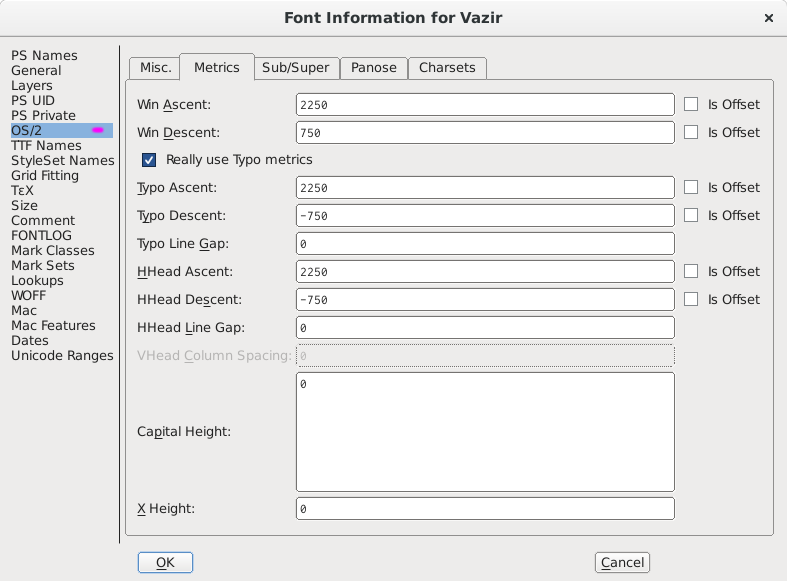 Font Information for Vazir
PS Names
General
Layers
PS UID
PS Private
OS/2
TTF Names
StyleSet Names
Grid Fitting
TεX
Size
Comment
FONTLOG
Mark Classes
Mark Sets
Lookups
WOFF
Mac
Mac Features
Dates
Unicode Ranges
Misc. Metrics Sub/Super Panose Charsets
Win Ascent: 2250 Is Offset
Win Descent: 750 Is Offset
Really use Typo metrics
Typo Ascent: 2250 Is Offset
Typo Descent: -750 Is Offset
Typo Line Gap: 0
HHead Ascent: 2250 Is Offset
HHead Descent: -750 Is Offset
HHead Line Gap: 0
VHead Column Spacing: 0
Capital Height: 0
X Height: 0
OK Cancel